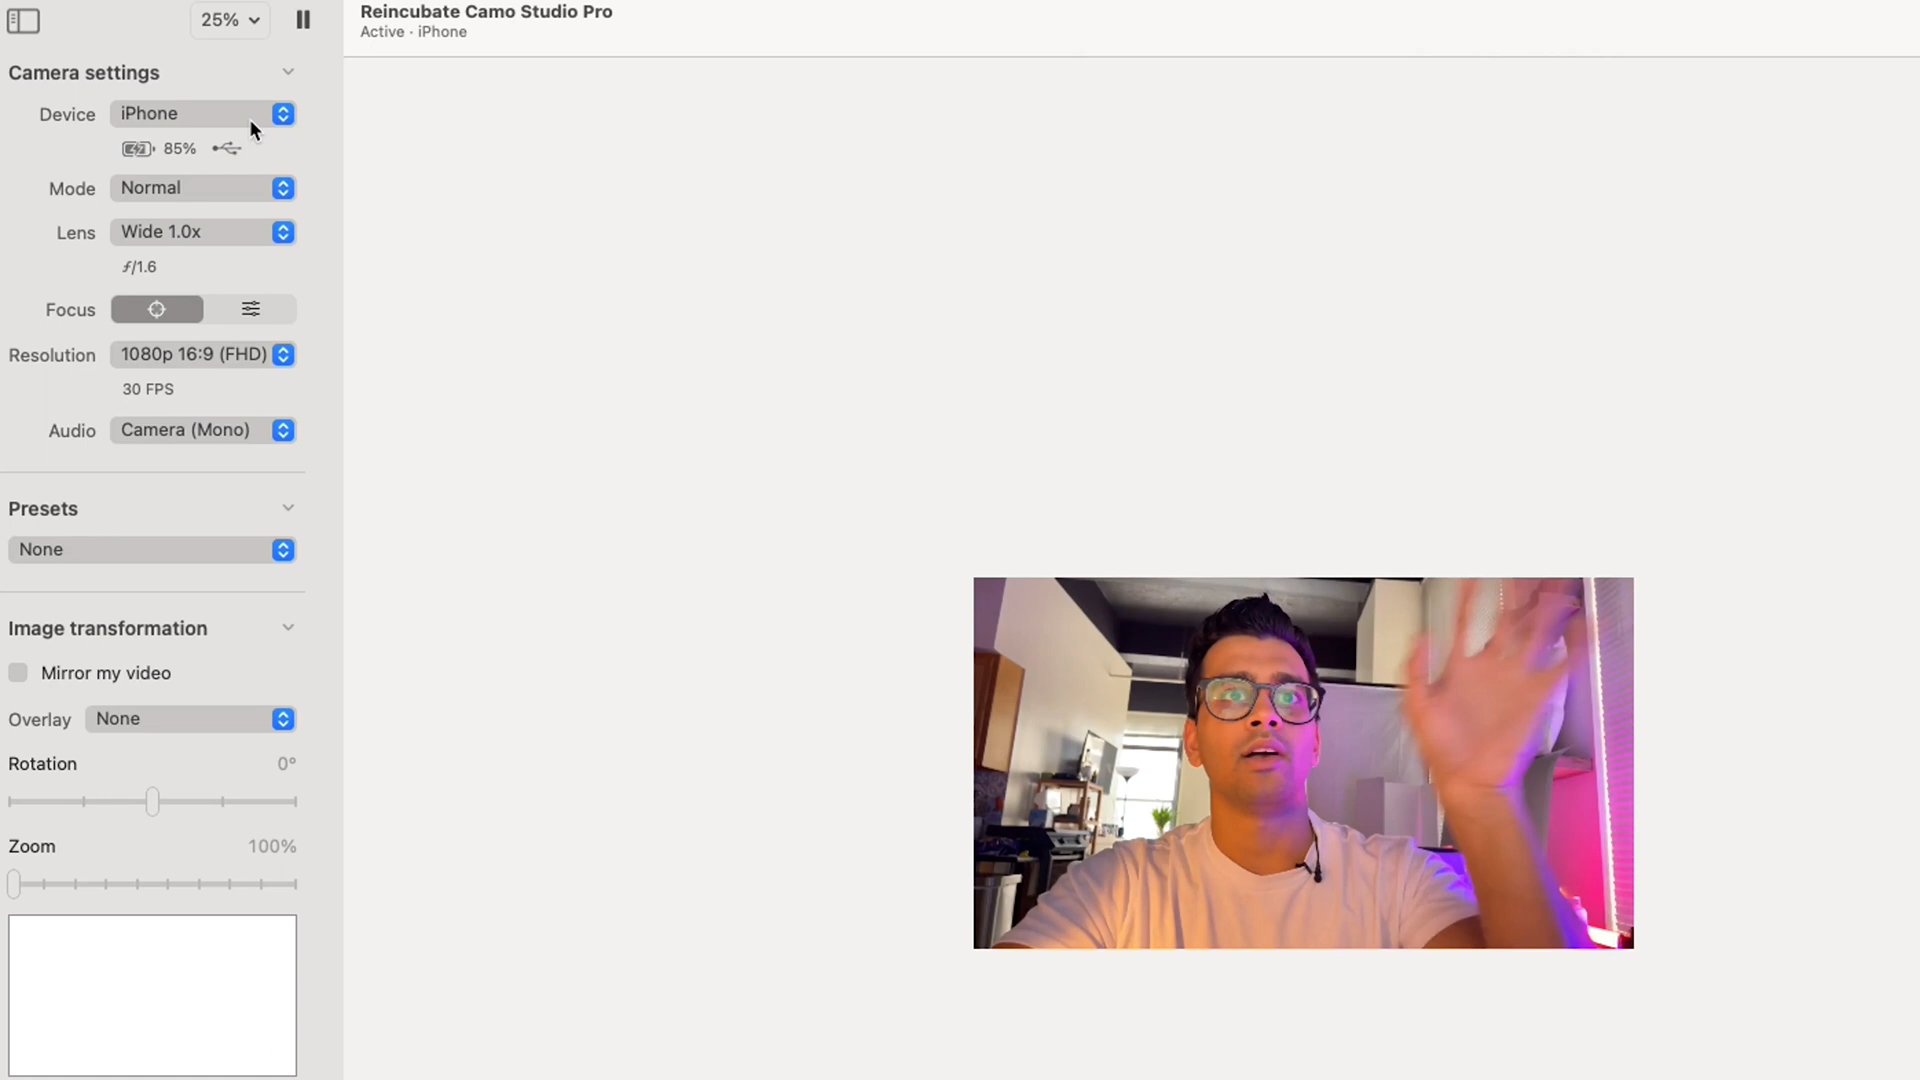 25%
Reincubate Camo Studio Pro
Active · iPhone
Camera settings
Device iPhone
85%
Mode Normal
Lens Wide 1.0x
ƒ/1.6
Focus
Resolution 1080p 16:9 (FHD)
30 FPS
Audio Camera (Mono)
Presets
None
Image transformation
Mirror my video
Overlay None
Rotation 0°
Zoom 100%